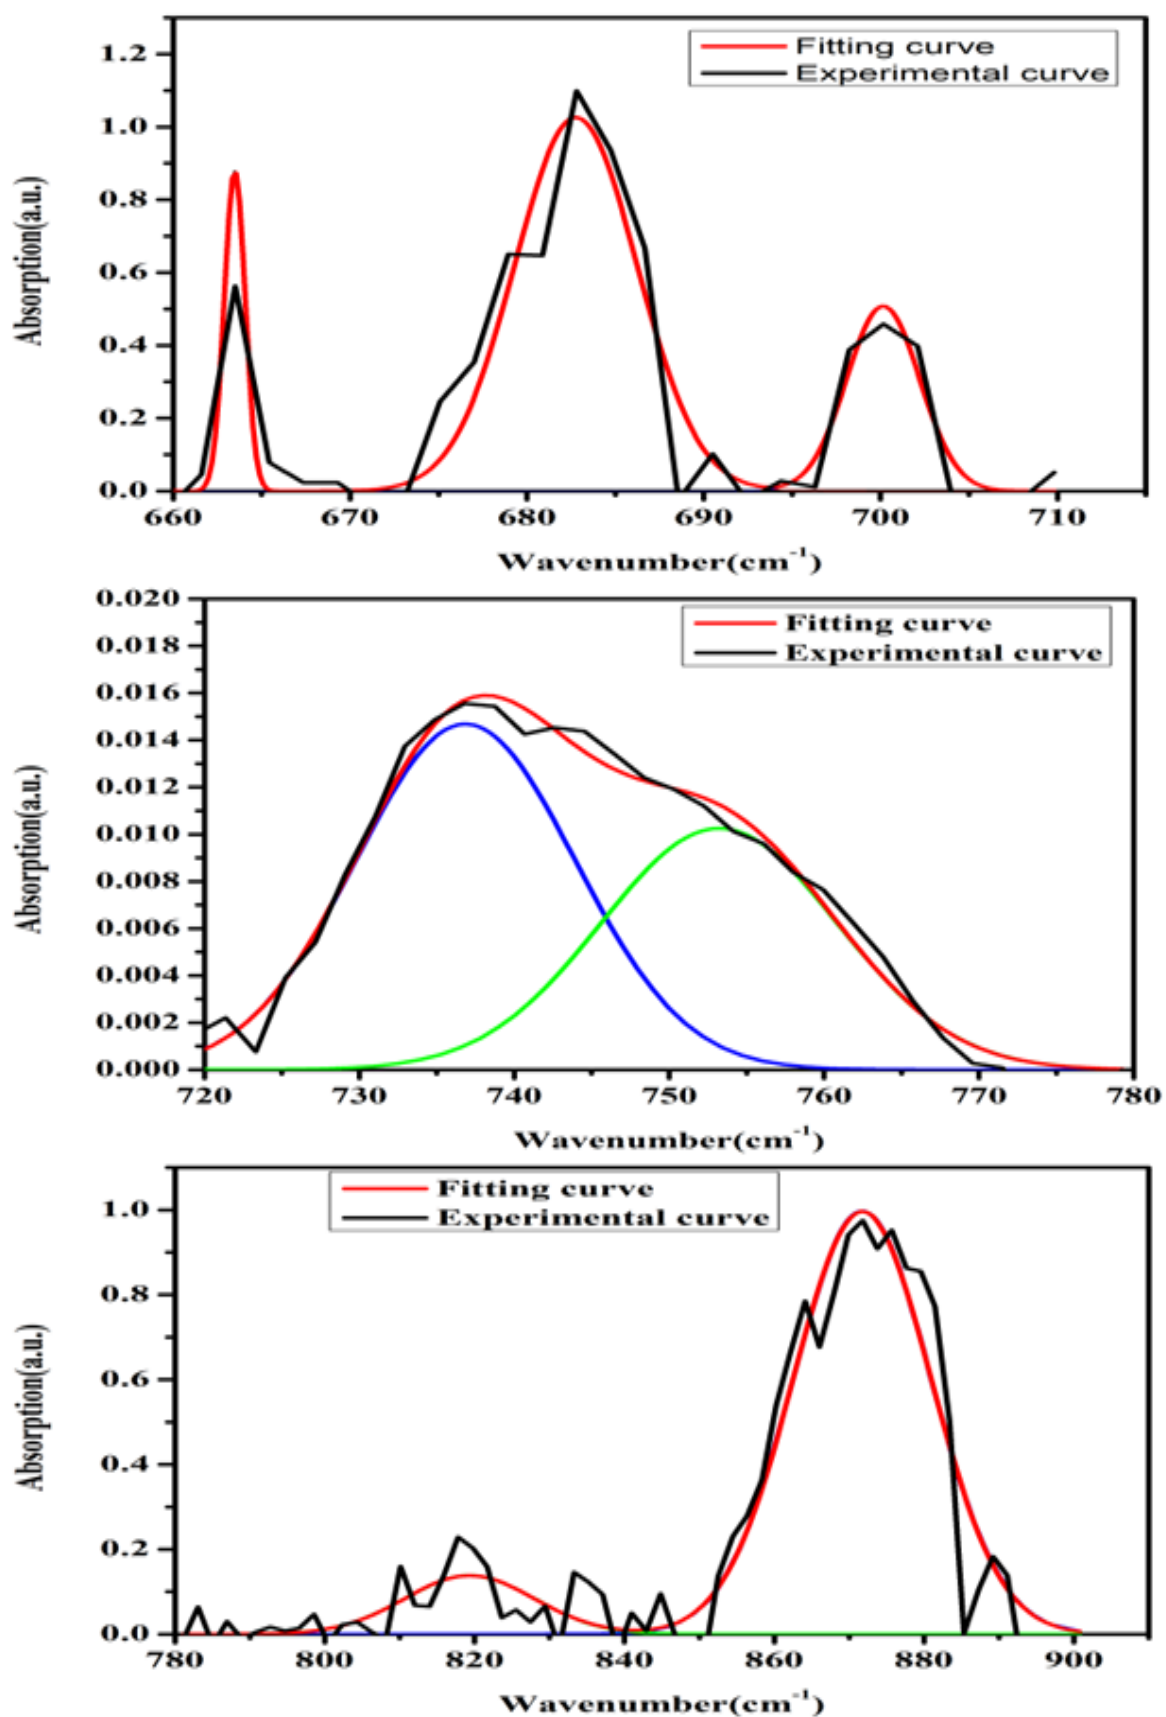 Fitting curve
Experimental curve
Absorption(a.u.)
1.2
1.0
0.8
0.6
0.4
0.2
0.0
660 670 680 690 700 710
Wavenumber(cm⁻¹)
Fitting curve
Experimental curve
Absorption(a.u.)
0.020
0.018
0.016
0.014
0.012
0.010
0.008
0.006
0.004
0.002
0.000
720 730 740 750 760 770 780
Wavenumber(cm⁻¹)
Fitting curve
Experimental curve
Absorption(a.u.)
1.0
0.8
0.6
0.4
0.2
0.0
780 800 820 840 860 880 900
Wavenumber(cm⁻¹)